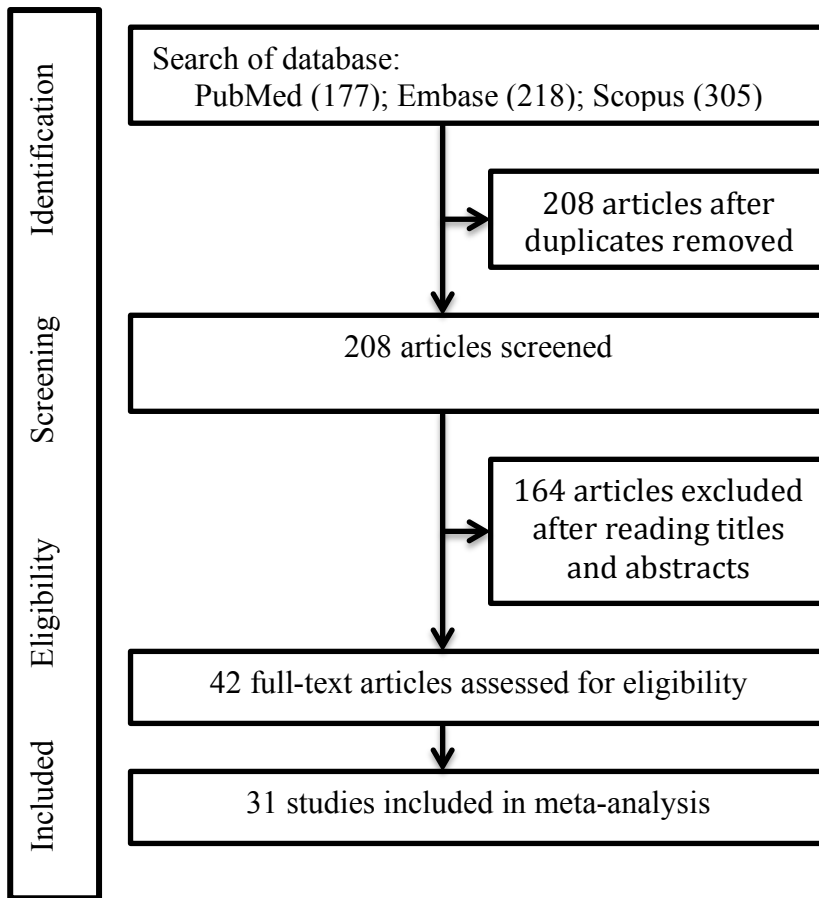 Identification
Search of database:
PubMed (177); Embase (218); Scopus (305)
208 articles after
duplicates removed
Screening
208 articles screened
164 articles excluded
after reading titles
and abstracts
Eligibility
42 full-text articles assessed for eligibility
Included
31 studies included in meta-analysis